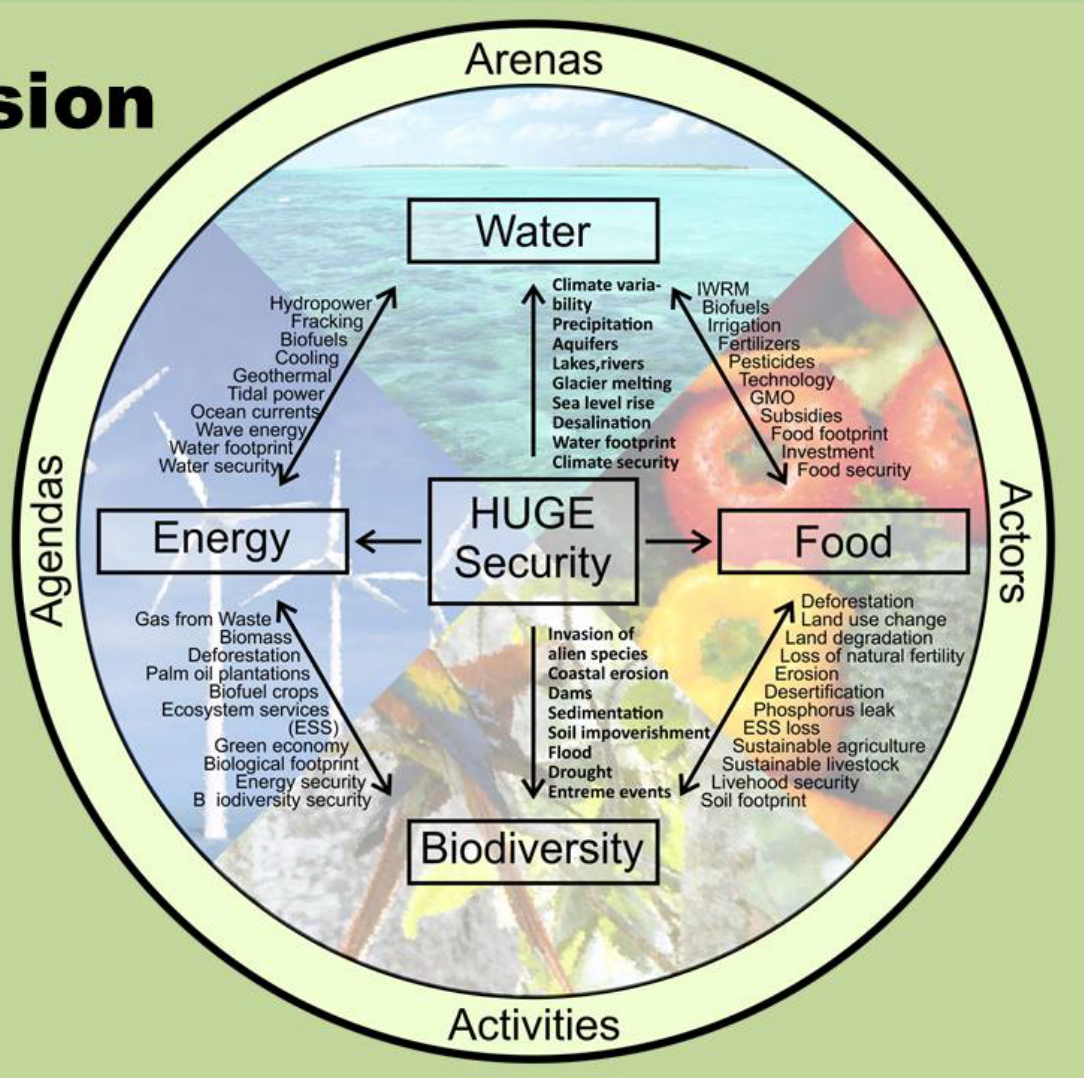 sion
Arenas
Water
Hydropower
Fracking
Biofuels
Cooling
Geothermal
Tidal power
Ocean currents
Wave energy
Water footprint
Water security
Climate varia-
bility
Precipitation
Aquifers
Lakes,rivers
Glacier melting
Sea level rise
Desalination
Water footprint
Climate security
IWRM
Biofuels
Irrigation
Fertilizers
Pesticides
Technology
GMO
Subsidies
Food footprint
Investment
Food security
Agendas
Energy
HUGE
Security
Food
Actors
Gas from Waste
Biomass
Deforestation
Palm oil plantations
Biofuel crops
Ecosystem services
(ESS)
Green economy
Biological footprint
Energy security
B iodiversity security
Invasion of
alien species
Coastal erosion
Dams
Sedimentation
Soil impoverishment
Flood
Drought
Entreme events
Deforestation
Land use change
Land degradation
Loss of natural fertility
Erosion
Desertification
Phosphorus leak
ESS loss
Sustainable agriculture
Sustainable livestock
Livehood security
Soil footprint
Biodiversity
Activities